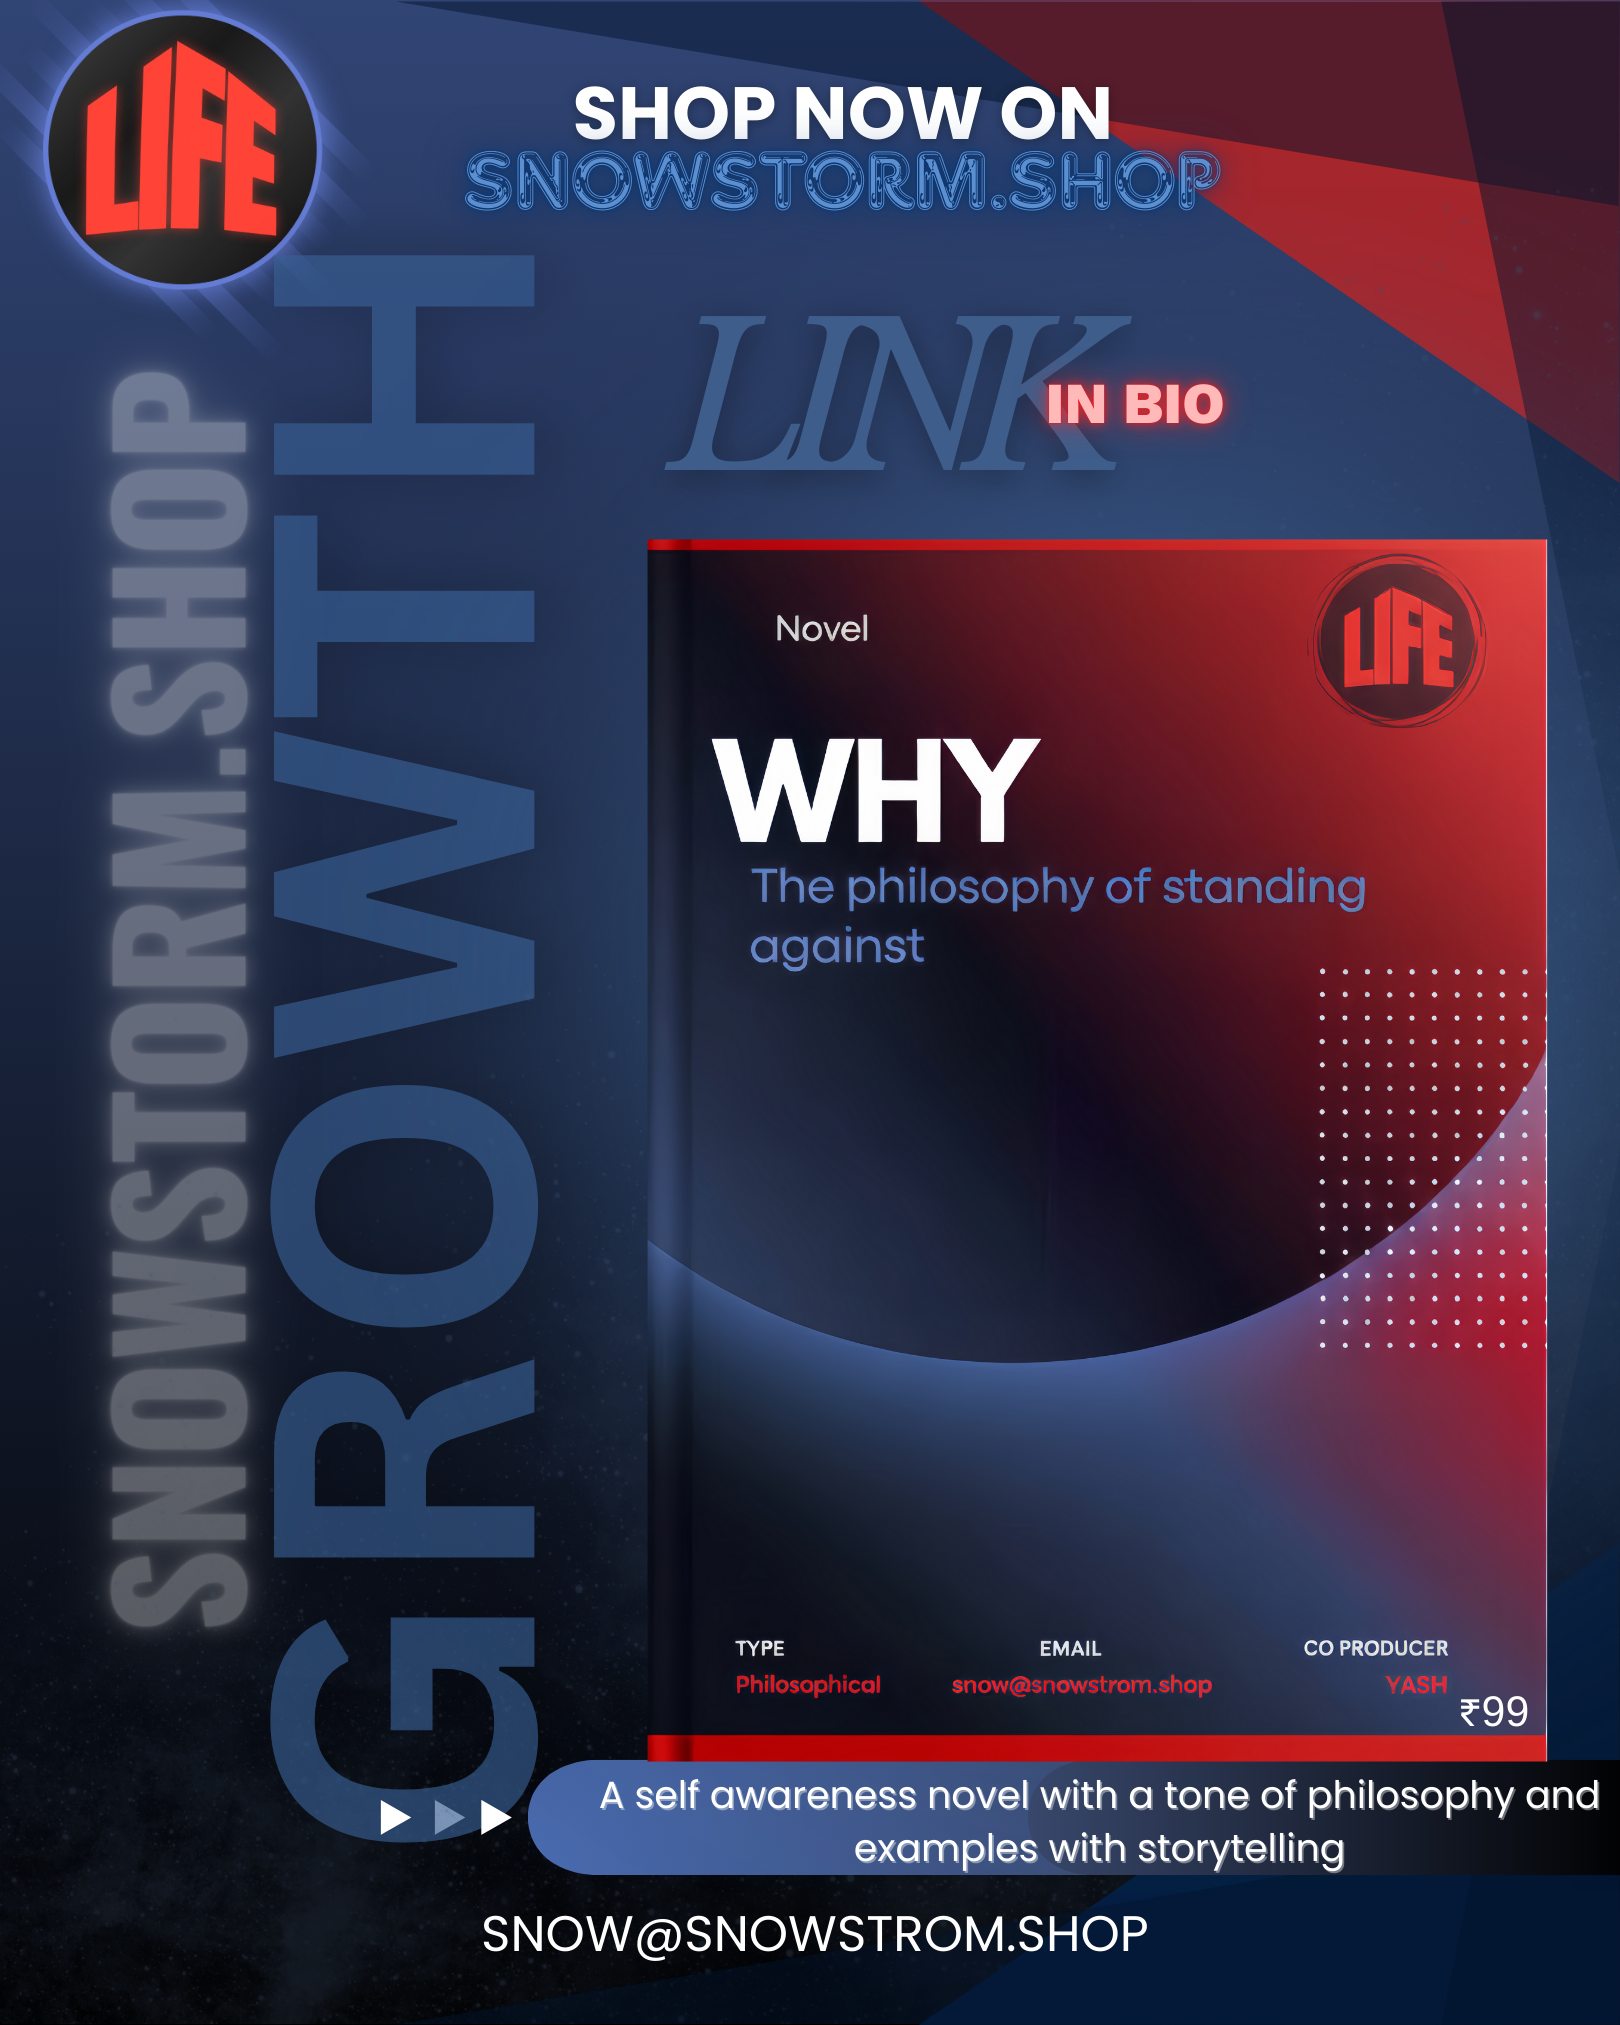 LIFE
SHOP NOW ON
SNOWSTORM.SHOP
LINK
IN BIO
SNOWSTORM.SHOP
GROWTH
Novel
LIFE
WHY
The philosophy of standing
against
TYPE
Philosophical
EMAIL
snow@snowstrom.shop
CO PRODUCER
YASH
₹99
A self awareness novel with a tone of philosophy and
examples with storytelling
SNOW@SNOWSTROM.SHOP